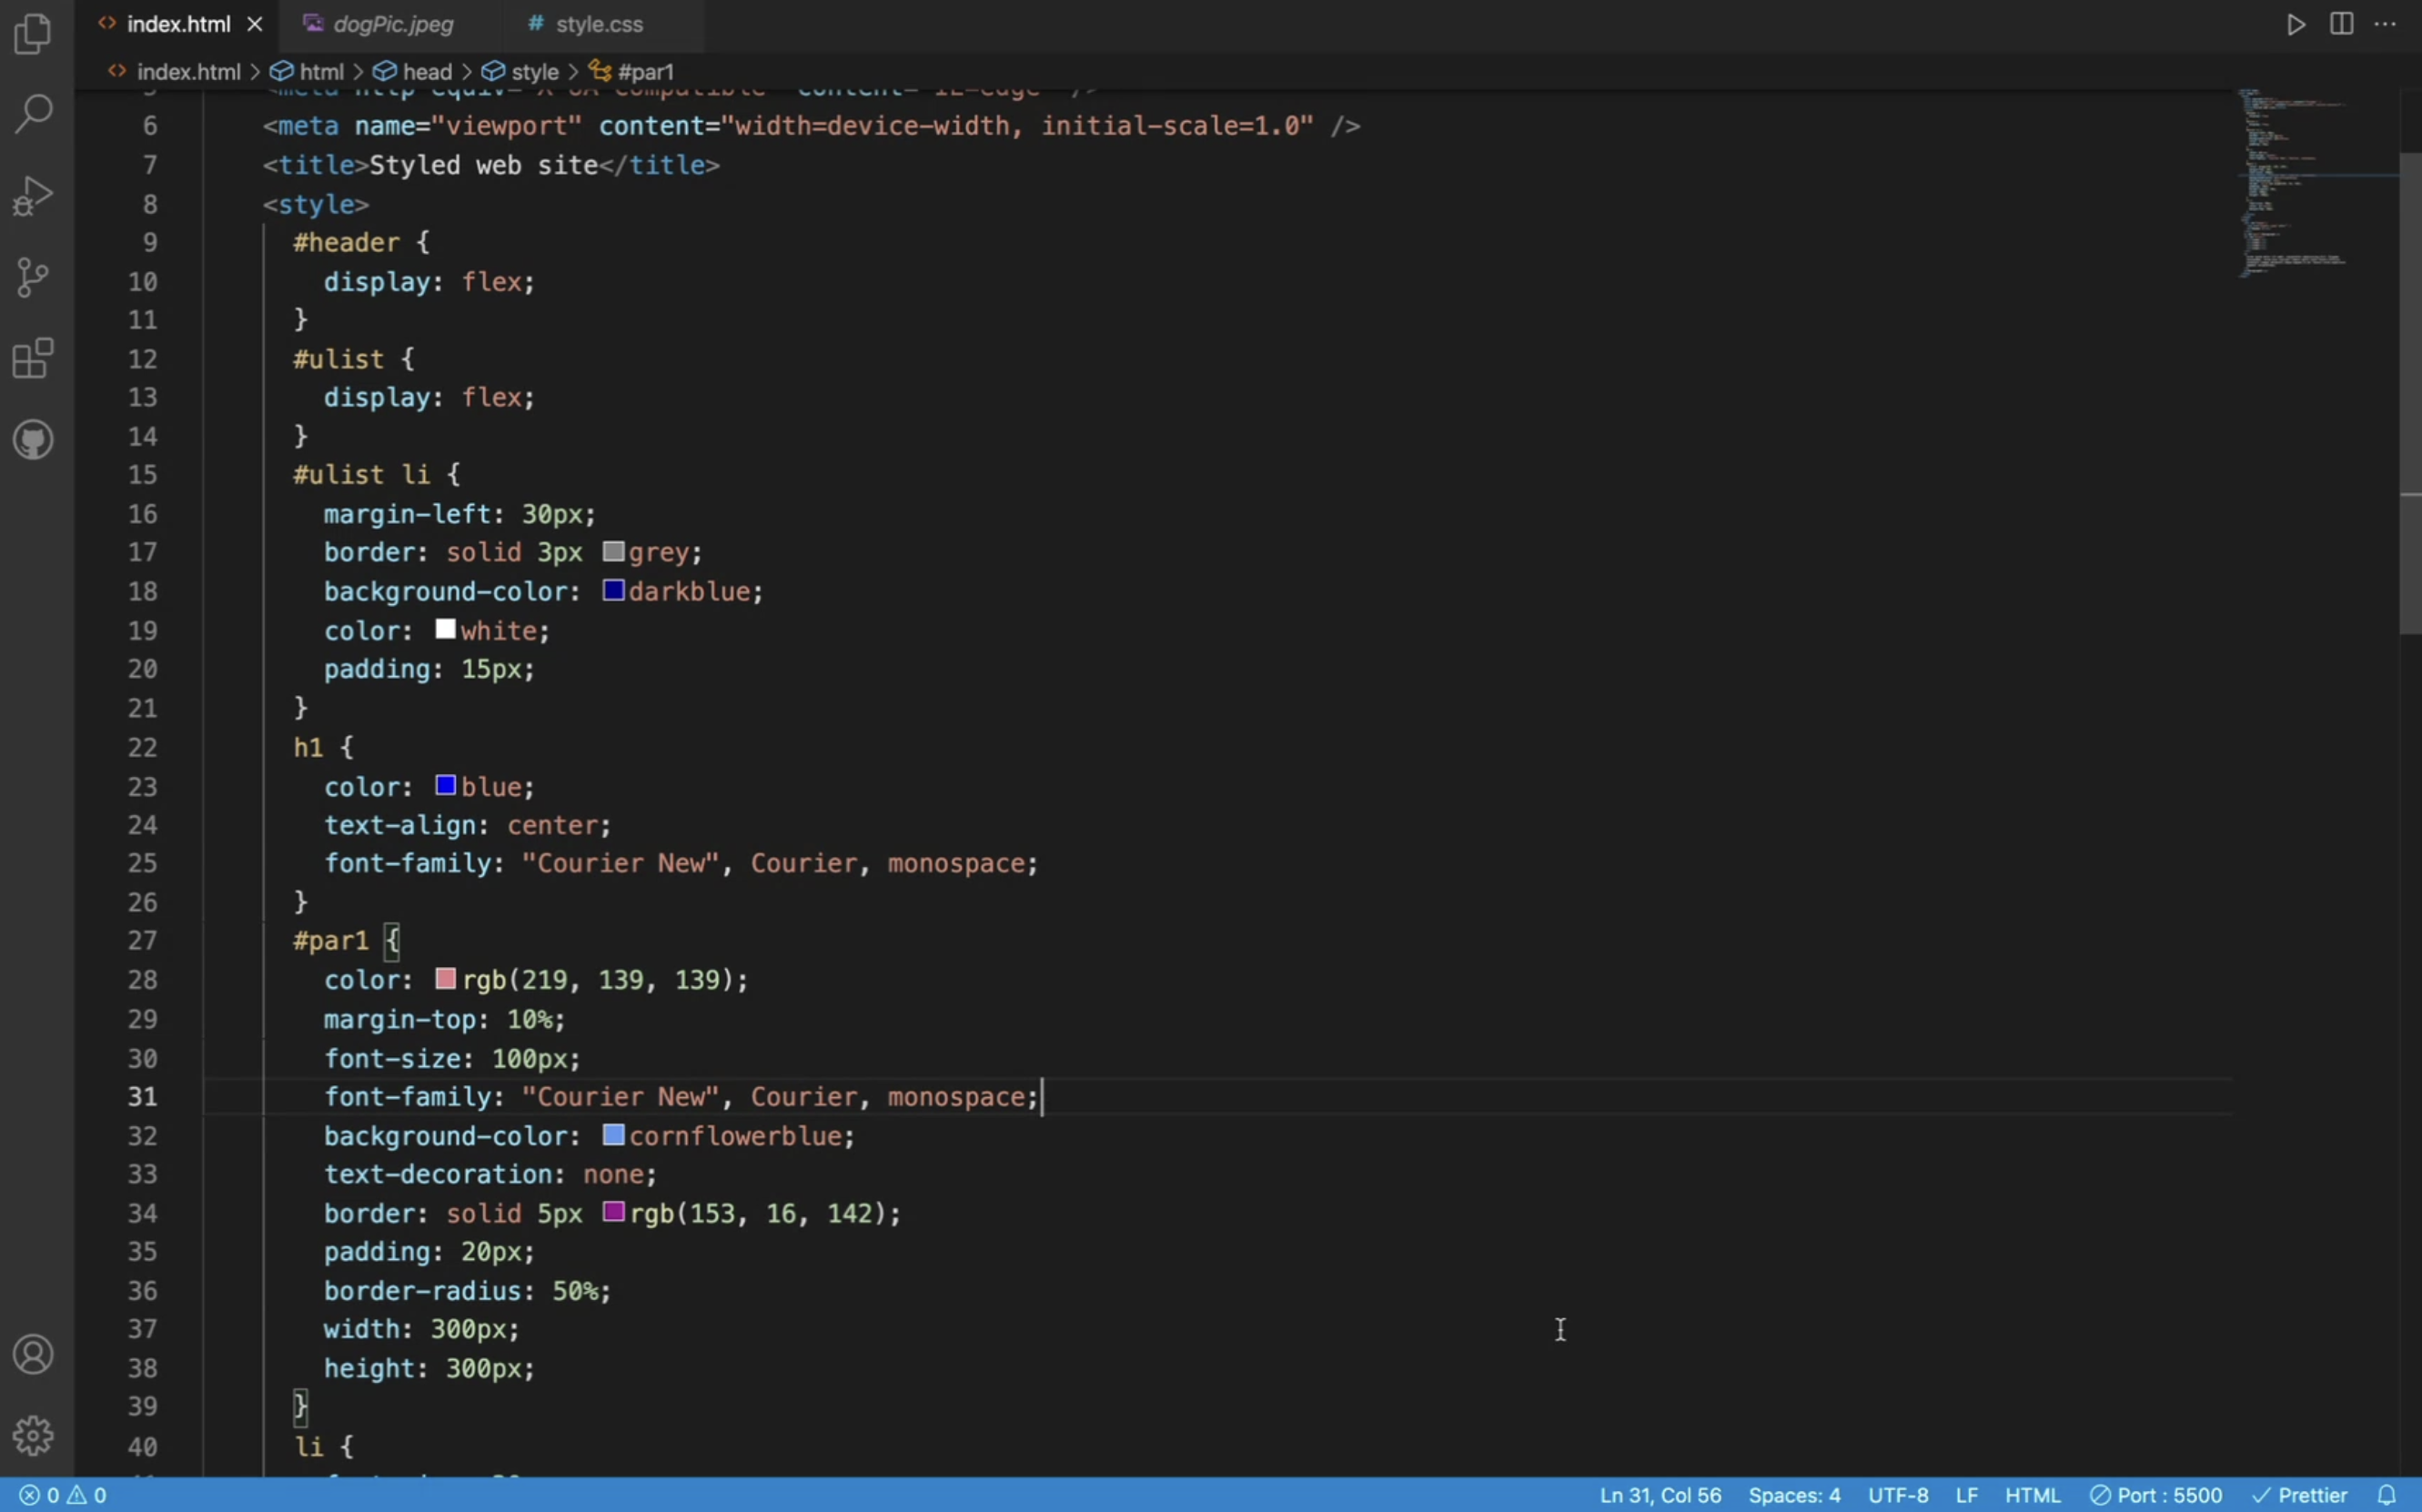 index.html
dogPic.jpeg
# style.css
index.html > html > head > style > #par1
5 <meta http-equiv="X-UA-Compatible" content="IE=edge" />
6 <meta name="viewport" content="width=device-width, initial-scale=1.0" />
7 <title>Styled web site</title>
8 <style>
9 #header {
10 display: flex;
11 }
12 #ulist {
13 display: flex;
14 }
15 #ulist li {
16 margin-left: 30px;
17 border: solid 3px grey;
18 background-color: darkblue;
19 color: white;
20 padding: 15px;
21 }
22 h1 {
23 color: blue;
24 text-align: center;
25 font-family: "Courier New", Courier, monospace;
26 }
27 #par1 {
28 color: rgb(219, 139, 139);
29 margin-top: 10%;
30 font-size: 100px;
31 font-family: "Courier New", Courier, monospace;
32 background-color: cornflowerblue;
33 text-decoration: none;
34 border: solid 5px rgb(153, 16, 142);
35 padding: 20px;
36 border-radius: 50%;
37 width: 300px;
38 height: 300px;
39 }
40 li {
0 0 Ln 31, Col 56 Spaces: 4 UTF-8 LF HTML Port : 5500 Prettier